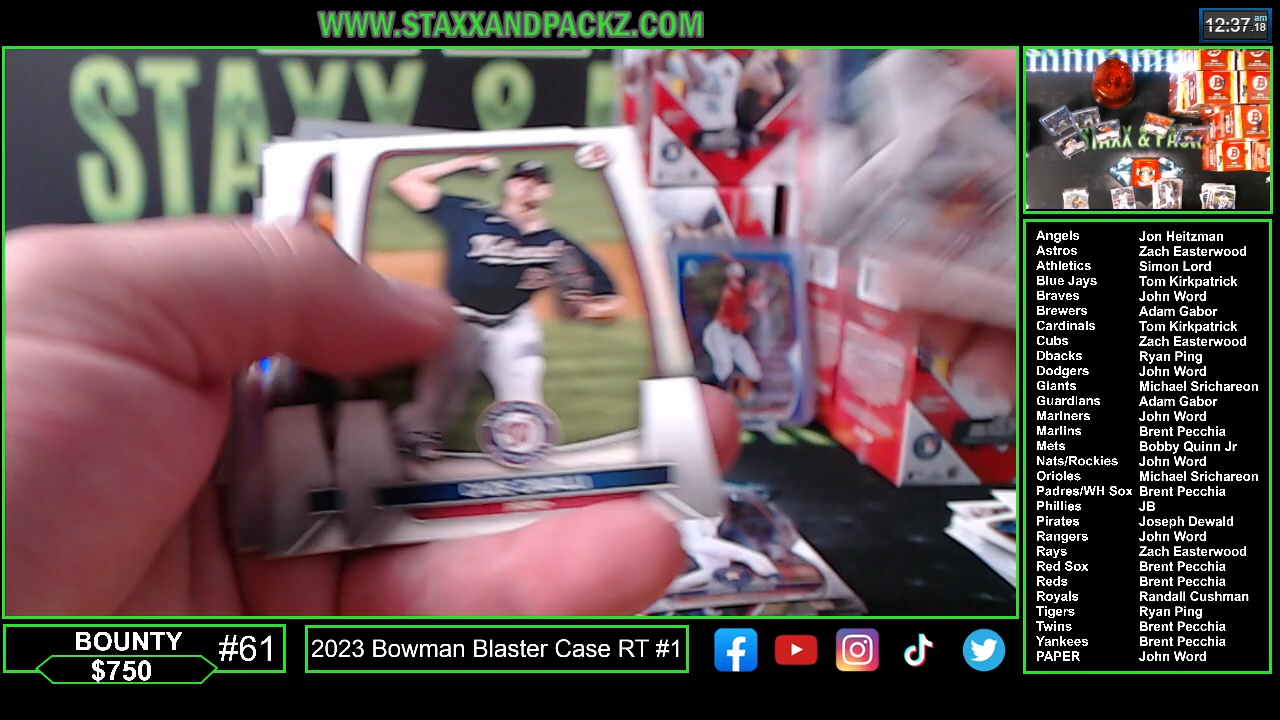 WWW.STAXXANDPACKZ.COM
12:37 am .18
STAXX & PA
STAXX & PACK
Nationals
Angels Jon Heitzman
Astros Zach Easterwood
Athletics Simon Lord
Blue Jays Tom Kirkpatrick
Braves John Word
Brewers Adam Gabor
Cardinals Tom Kirkpatrick
Cubs Zach Easterwood
Dbacks Ryan Ping
Dodgers John Word
GIants Michael Srichareon
Guardians Adam Gabor
Mariners John Word
Marlins Brent Pecchia
Mets Bobby Quinn Jr
Nats/Rockies John Word
Orioles Michael Srichareon
Padres/WH Sox Brent Pecchia
Phillies JB
Pirates Joseph Dewald
Rangers John Word
Rays Zach Easterwood
Red Sox Brent Pecchia
Reds Brent Pecchia
Royals Randall Cushman
Tigers Ryan Ping
Twins Brent Pecchia
Yankees Brent Pecchia
PAPER John Word
BOUNTY
$750
#61
2023 Bowman Blaster Case RT #1